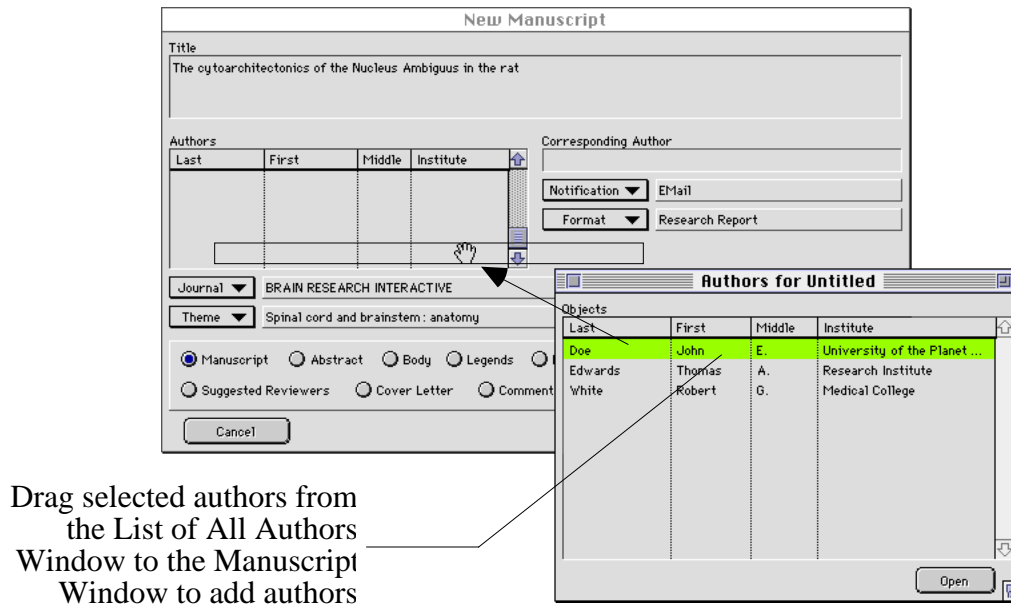 New Manuscript
Title
The cytoarchitectonics of the Nucleus Ambiguus in the rat
Authors
Corresponding Author
Last First Middle Institute
Notification EMail
Format Research Report
Journal BRAIN RESEARCH INTERACTIVE
Theme Spinal cord and brainstem: anatomy
Manuscript Abstract Body Legends
Suggested Reviewers Cover Letter Comment
Cancel
Authors for Untitled
Objects
Last First Middle Institute
Doe John E. University of the Planet ...
Edwards Thomas A. Research Institute
White Robert G. Medical College
Open
Drag selected authors from
the List of All Authors
Window to the Manuscript
Window to add authors